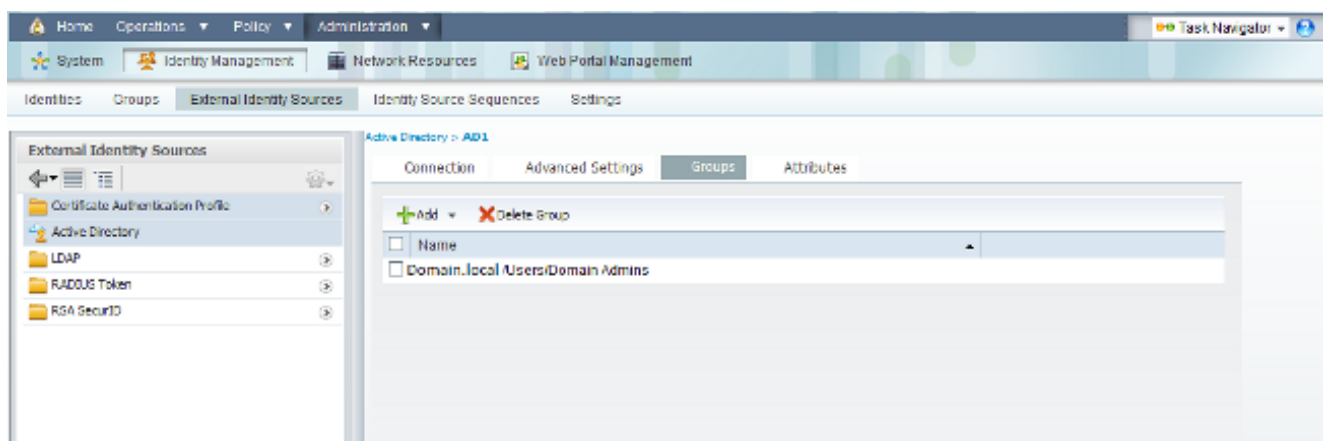 Home Operations Policy Administration Task Navigator
System Identity Management Network Resources Web Portal Management
Identities Groups External Identity Sources Identity Source Sequences Settings
External Identity Sources
Certificate Authentication Profile
Active Directory
LDAP
RADIUS Token
RSA SecurID
Active Directory > AD1
Connection Advanced Settings Groups Attributes
Add Delete Group
Name
Domain.local /Users/Domain Admins